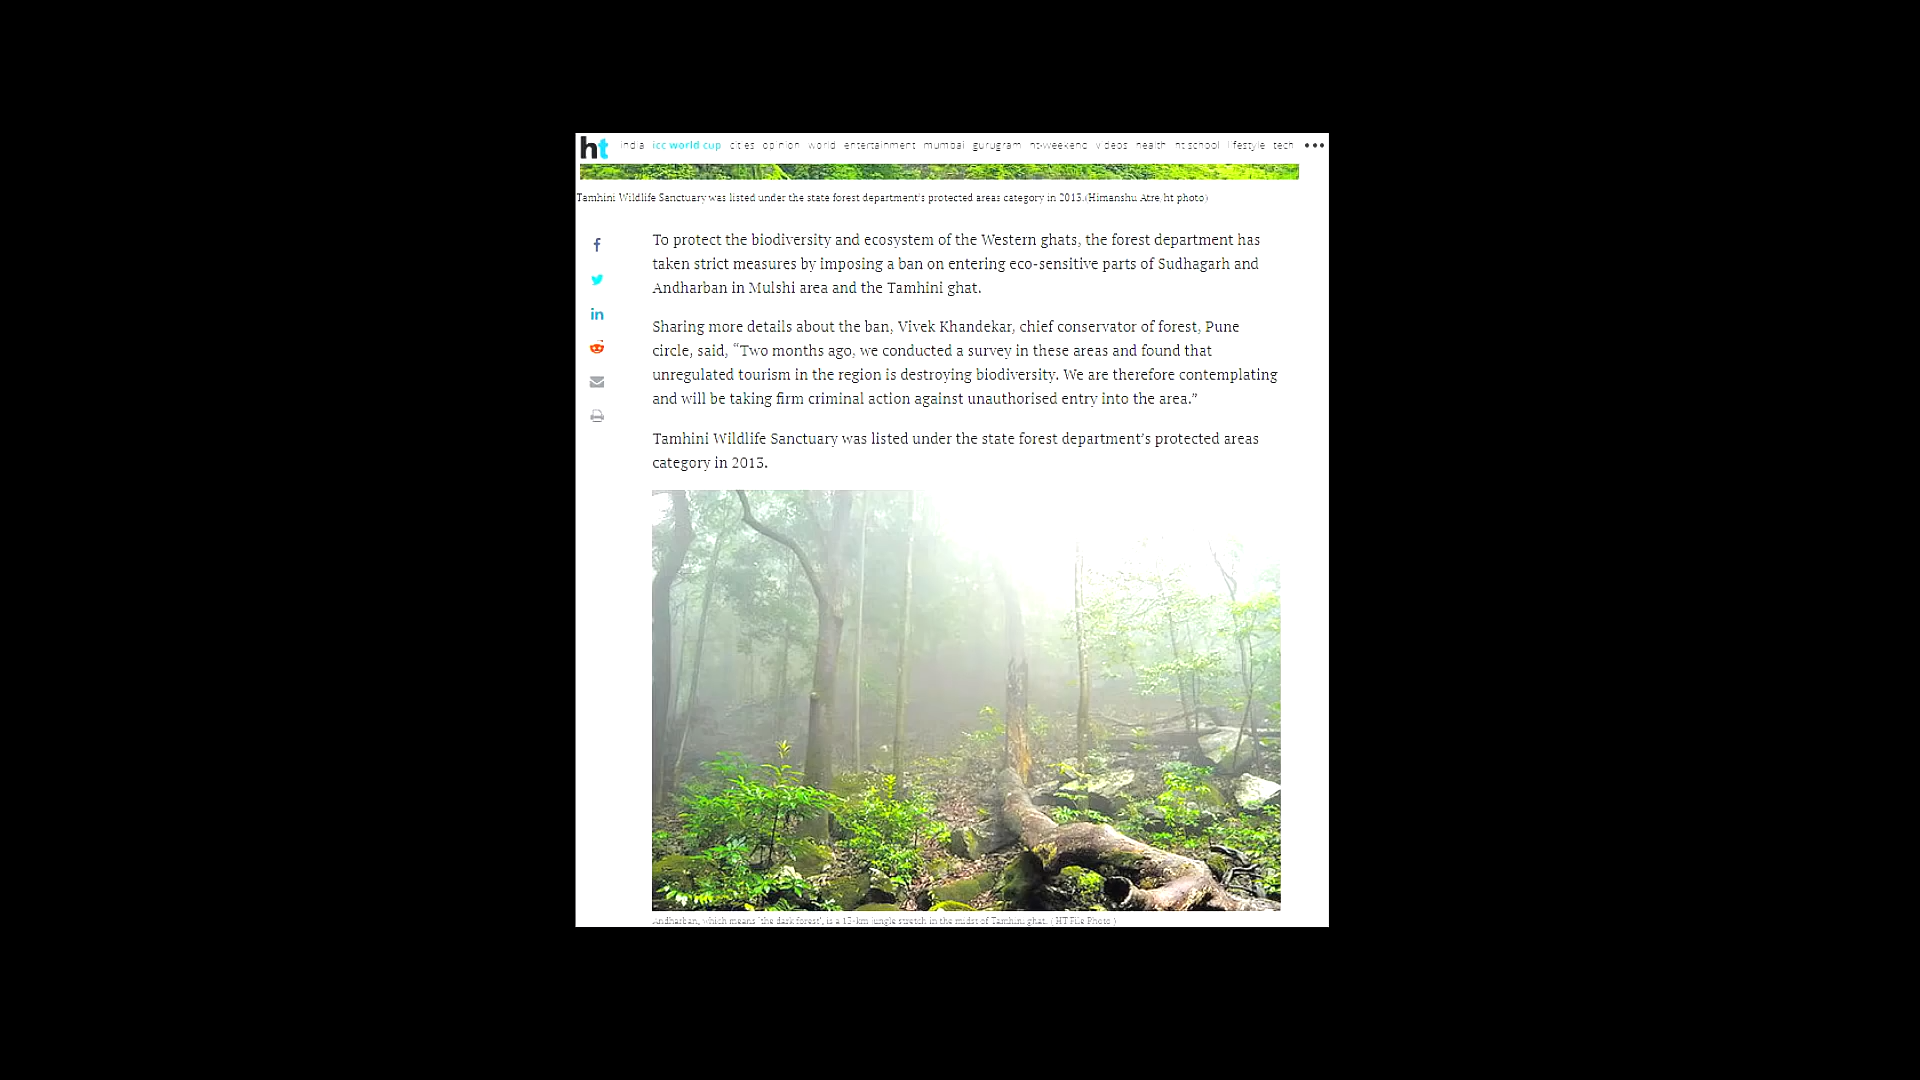 ht india icc world cup cities opinion world entertainment mumbai gurugram ht-weekend videos health ht school lifestyle tech
Tamhini Wildlife Sanctuary was listed under the state forest department's protected areas category in 2013.(Himanshu Atre, ht photo)
To protect the biodiversity and ecosystem of the Western ghats, the forest department has
taken strict measures by imposing a ban on entering eco-sensitive parts of Sudhagarh and
Andharban in Mulshi area and the Tamhini ghat.
Sharing more details about the ban, Vivek Khandekar, chief conservator of forest, Pune
circle, said, “Two months ago, we conducted a survey in these areas and found that
unregulated tourism in the region is destroying biodiversity. We are therefore contemplating
and will be taking firm criminal action against unauthorised entry into the area.”
Tamhini Wildlife Sanctuary was listed under the state forest department’s protected areas
category in 2013.
Andharban, which means ‘the dark forest’, is a 13-km jungle stretch in the midst of Tamhini ghat. ( HT File Photo )